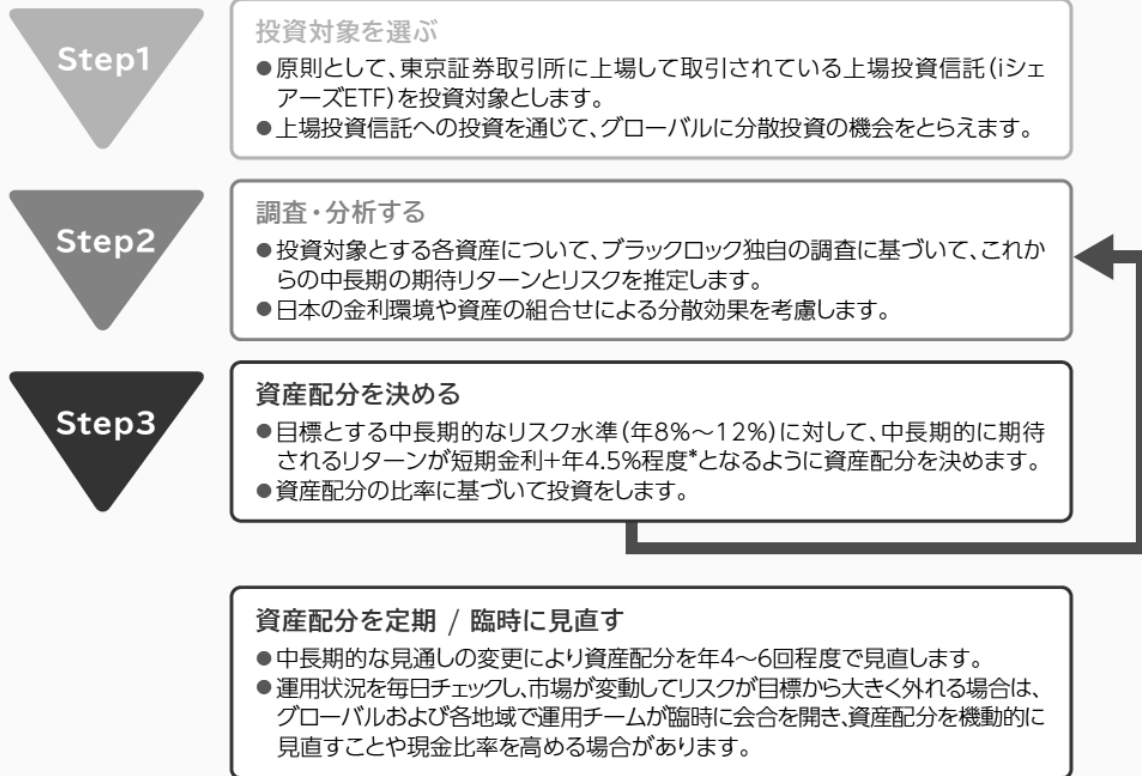 Step1
投資対象を選ぶ
●原則として、東京証券取引所に上場して取引されている上場投資信託(iシェ
アーズETF)を投資対象とします。
●上場投資信託への投資を通じて、グローバルに分散投資の機会をとらえます。
Step2
調査・分析する
●投資対象とする各資産について、ブラックロック独自の調査に基づいて、これか
らの中長期の期待リターンとリスクを推定します。
●日本の金利環境や資産の組合せによる分散効果を考慮します。
Step3
資産配分を決める
●目標とする中長期的なリスク水準(年8%～12%)に対して、中長期的に期待
されるリターンが短期金利+年4.5%程度*となるように資産配分を決めます。
●資産配分の比率に基づいて投資をします。
資産配分を定期 / 臨時に見直す
●中長期的な見通しの変更により資産配分を年4～6回程度で見直します。
●運用状況を毎日チェックし、市場が変動してリスクが目標から大きく外れる場合は、
グローバルおよび各地域で運用チームが臨時に会合を開き、資産配分を機動的に
見直すことや現金比率を高める場合があります。